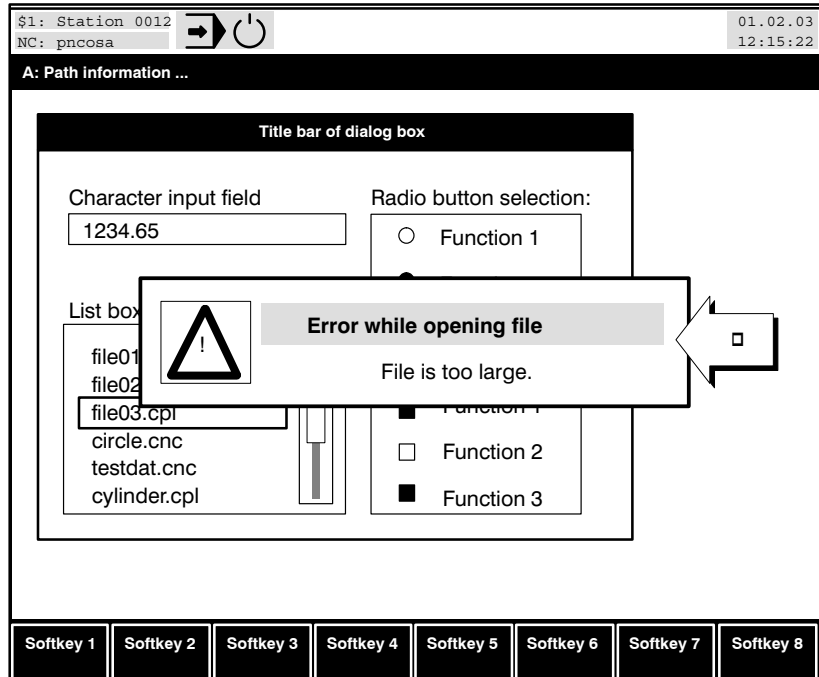 $1: Station 0012
NC: pncosa
01.02.03
12:15:22
A: Path information ...
Title bar of dialog box
Character input field
1234.65
Radio button selection:
Function 1
List box
Error while opening file
!
File is too large.
file01
file02
file03.cpl
circle.cnc
testdat.cnc
cylinder.cpl
Function 1
Function 2
Function 3
Softkey 1 Softkey 2 Softkey 3 Softkey 4 Softkey 5 Softkey 6 Softkey 7 Softkey 8